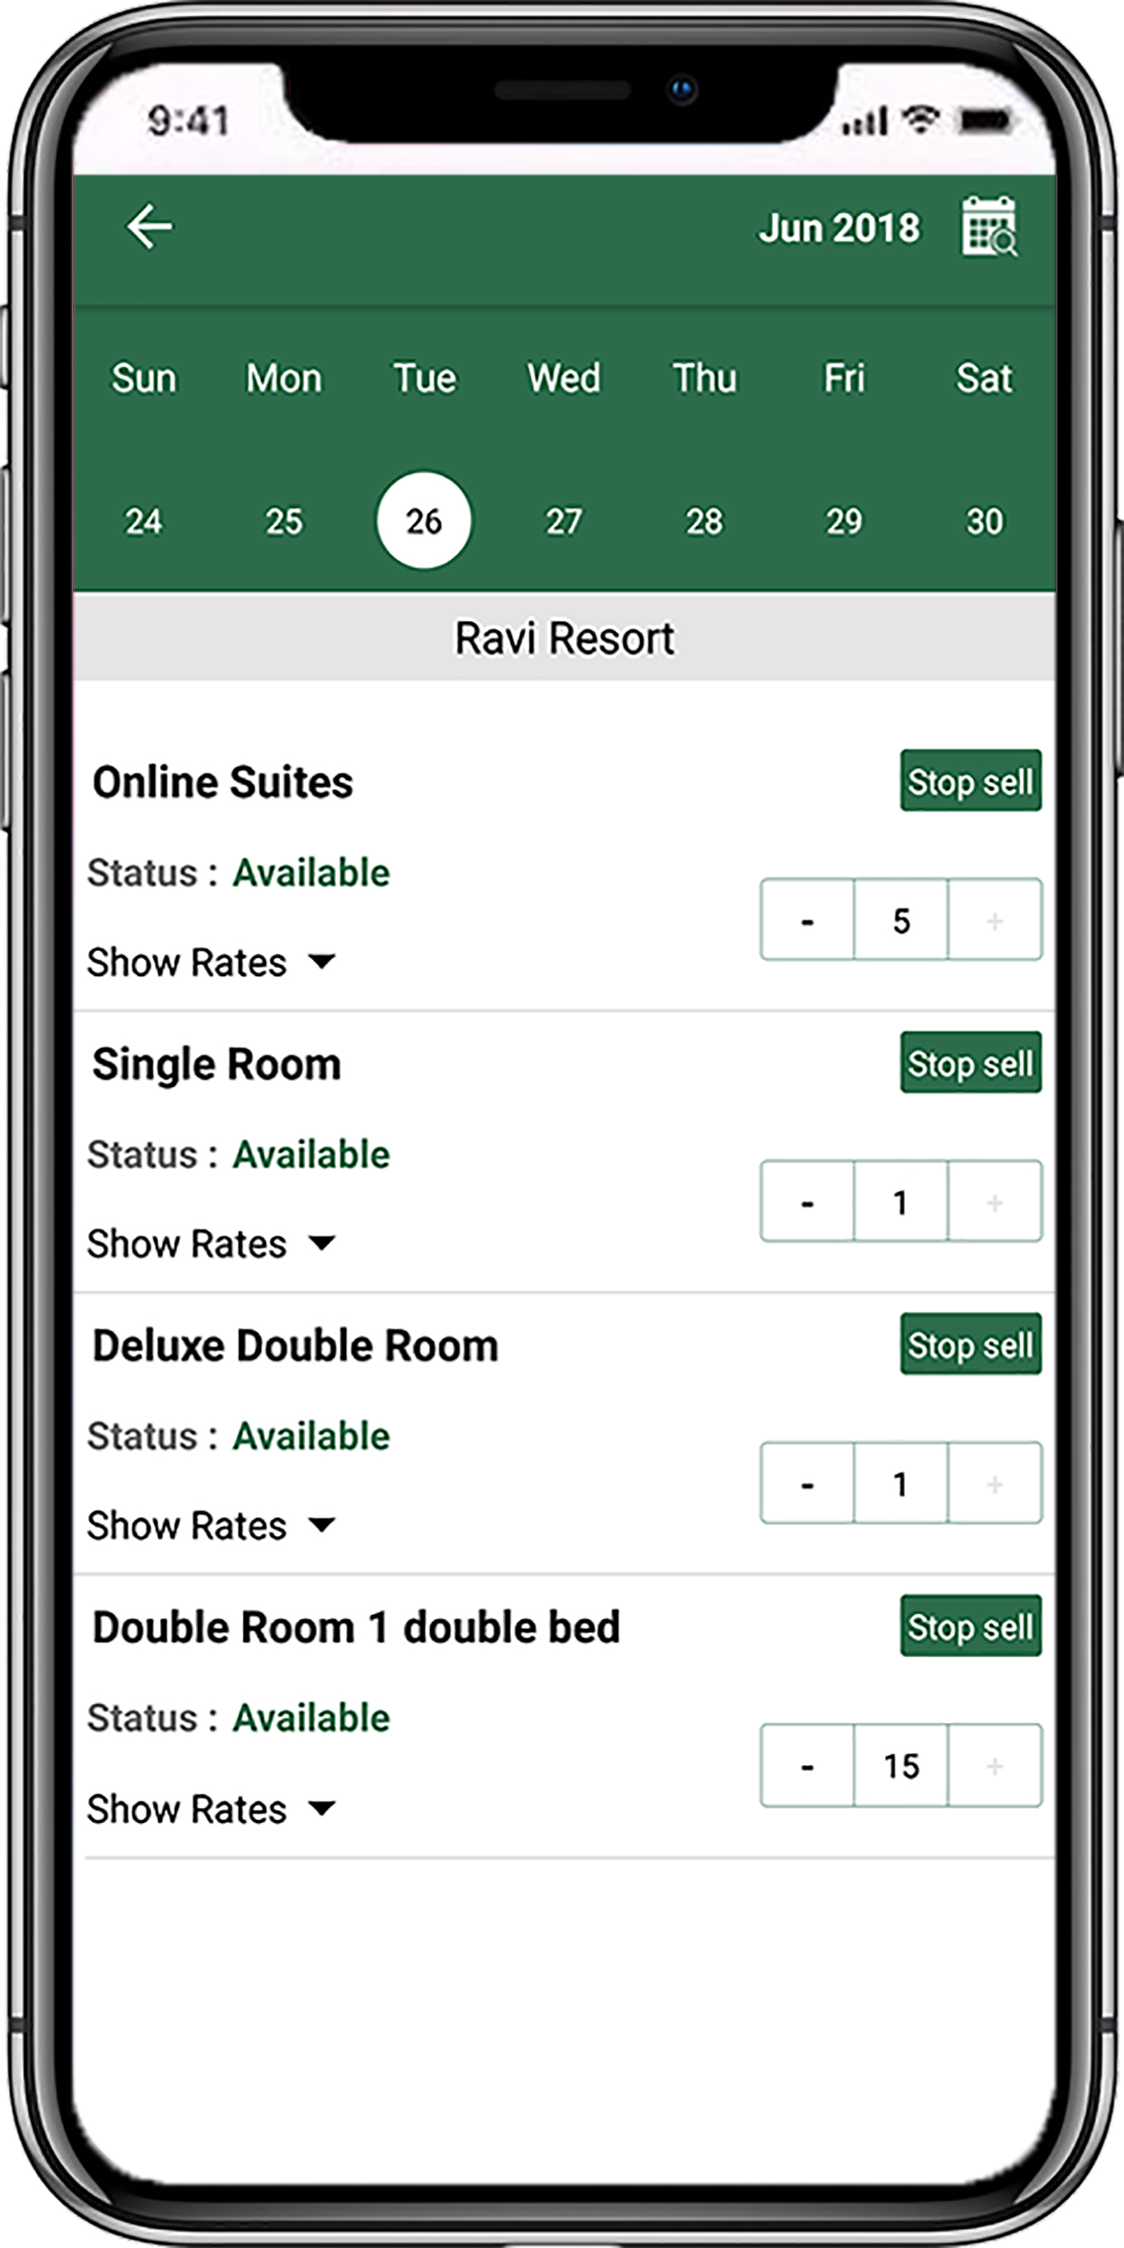 9:41
Jun 2018
Sun Mon Tue Wed Thu Fri Sat
24 25 26 27 28 29 30
Ravi Resort
Online Suites Stop sell
Status : Available
- 5 +
Show Rates
Single Room Stop sell
Status : Available
- 1 +
Show Rates
Deluxe Double Room Stop sell
Status : Available
- 1 +
Show Rates
Double Room 1 double bed Stop sell
Status : Available
- 15 +
Show Rates